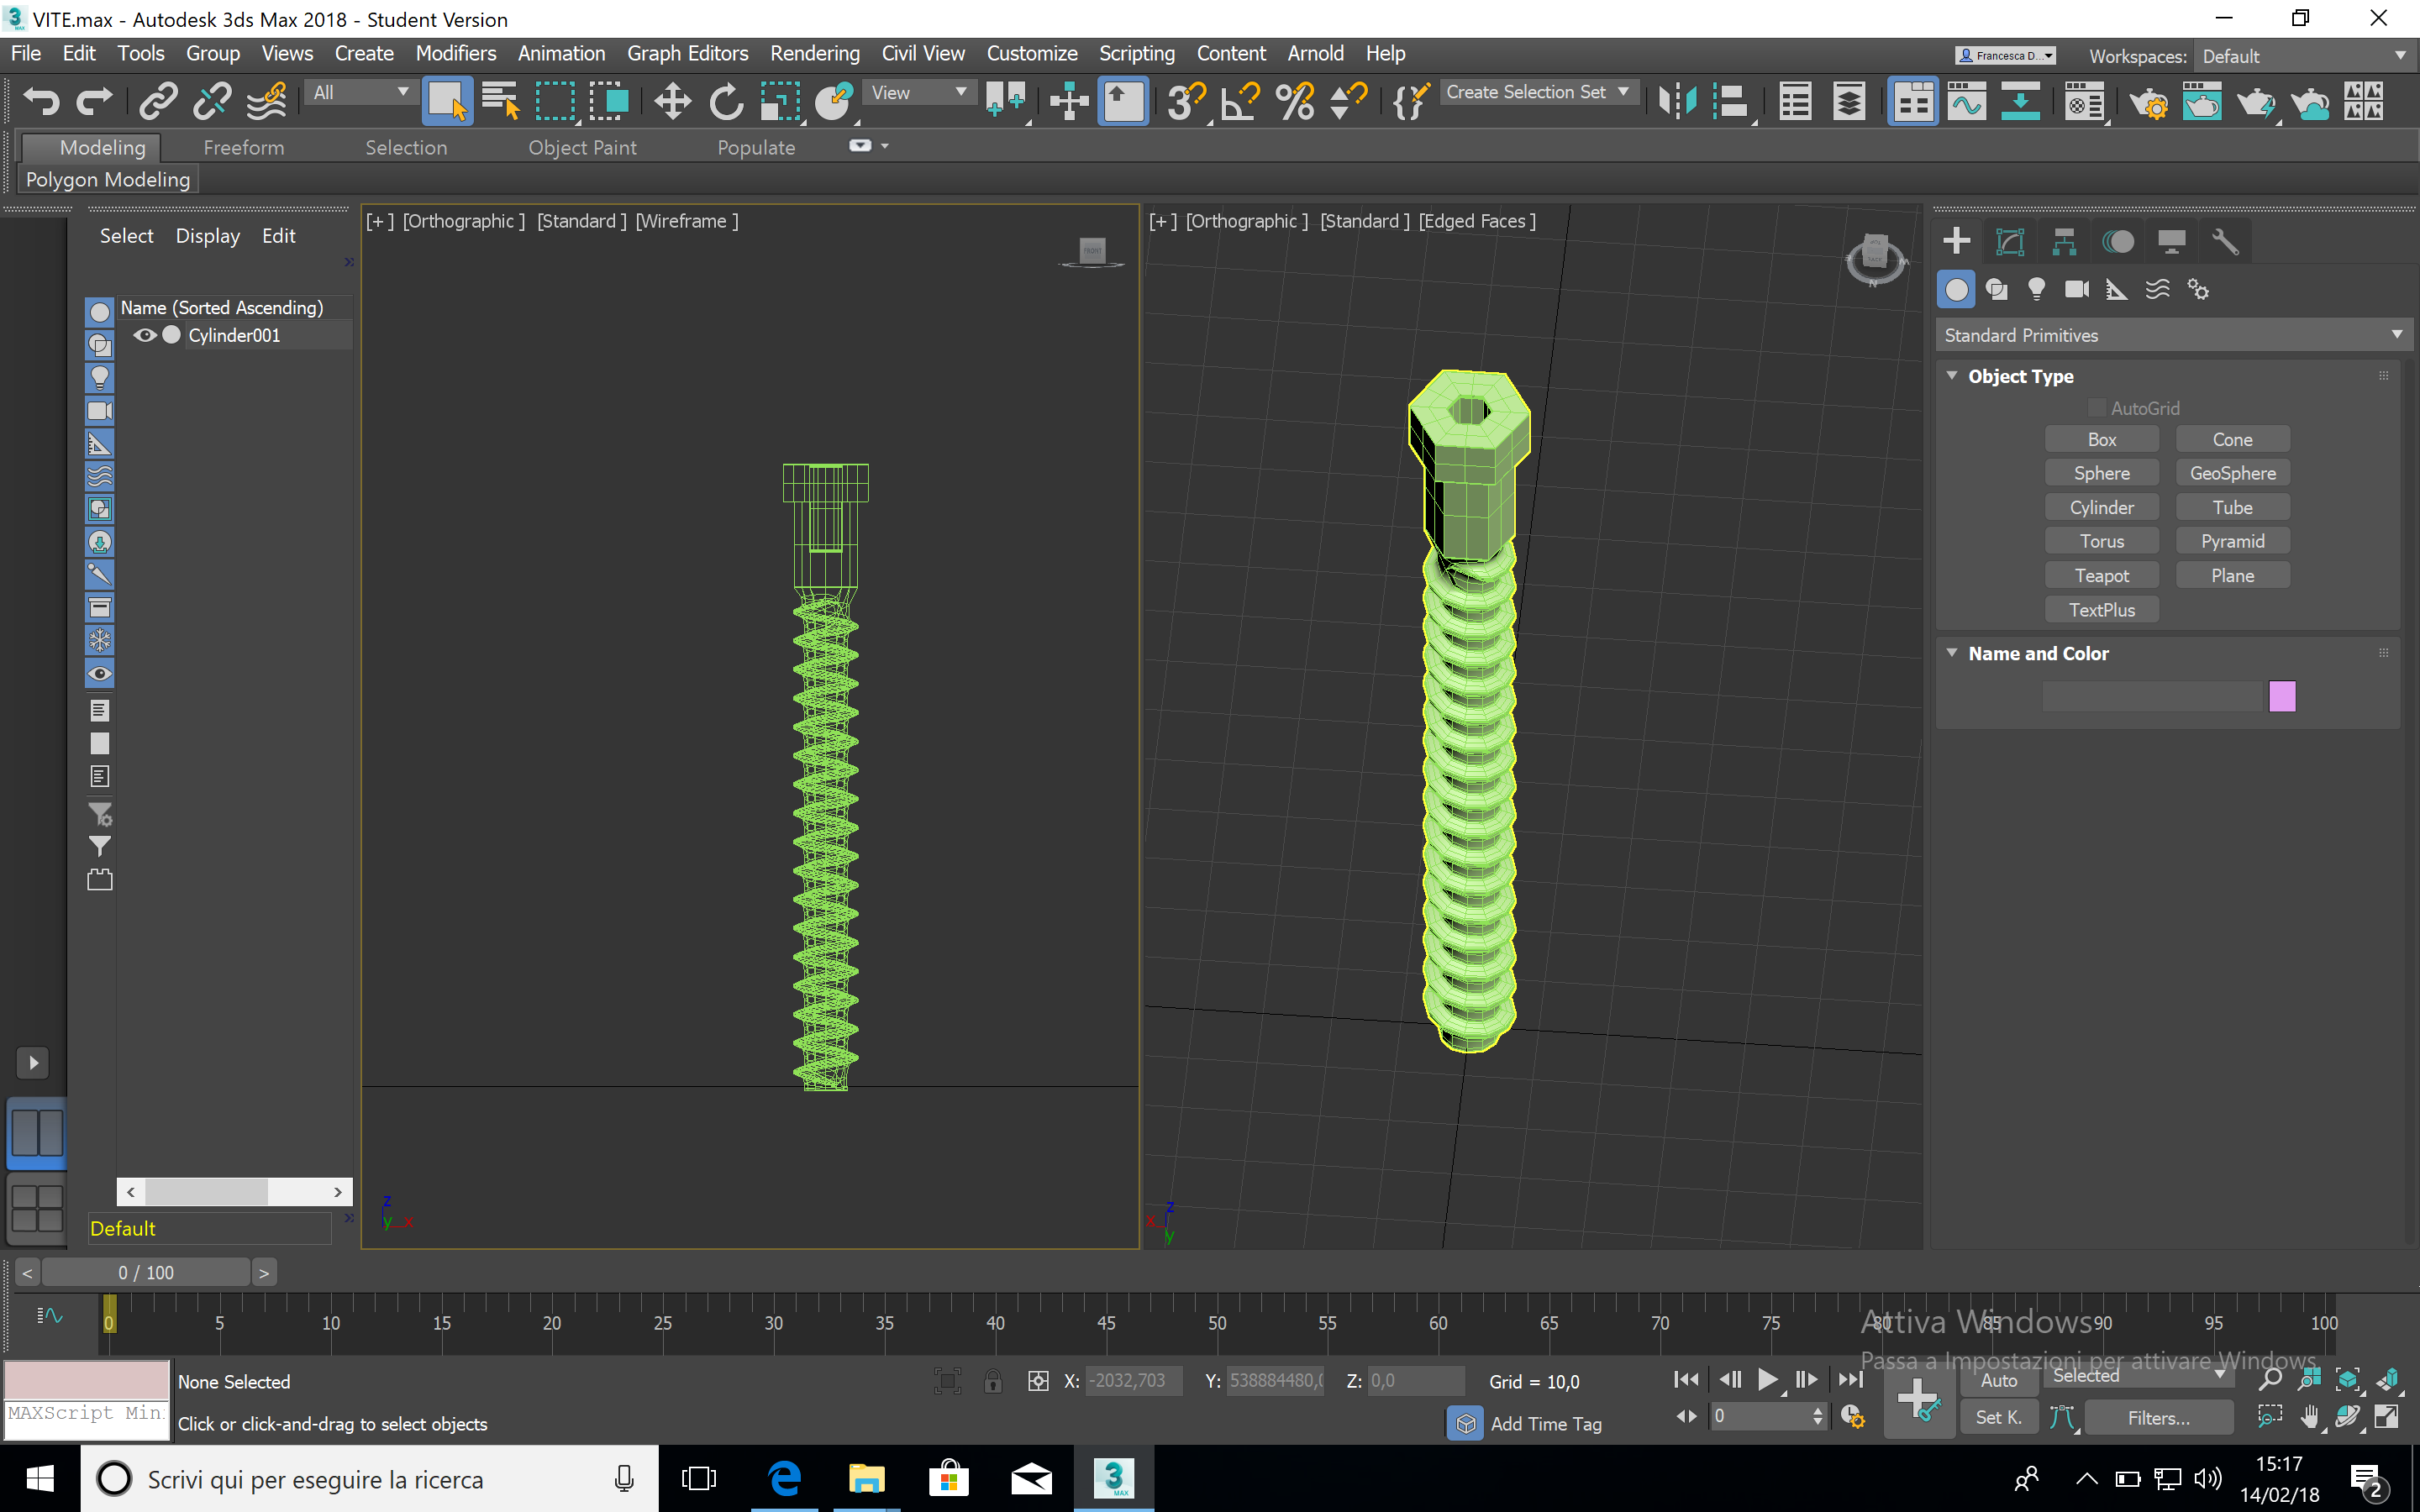 VITE.max - Autodesk 3ds Max 2018 - Student Version
File Edit Tools Group Views Create Modifiers Animation Graph Editors Rendering Civil View Customize Scripting Content Arnold Help
Francesca D... Workspaces: Default
All View Create Selection Set
Modeling Freeform Selection Object Paint Populate
Polygon Modeling
Select Display Edit
Name (Sorted Ascending)
Cylinder001
[+] [Orthographic] [Standard] [Wireframe]
FRONT
[+] [Orthographic] [Standard] [Edged Faces]
N
Standard Primitives
Object Type
AutoGrid
Box Cone
Sphere GeoSphere
Cylinder Tube
Torus Pyramid
Teapot Plane
TextPlus
Name and Color
z
y x
z
x
y
Default
0 / 100
0 5 10 15 20 25 30 35 40 45 50 55 60 65 70 75 80 85 90 95 100
Attiva Windows
Passa a Impostazioni per attivare Windows.
None Selected
X: -2032,703 Y: 538884480,( Z: 0,0 Grid = 10,0
Auto Selected
MAXScript Min:
Click or click-and-drag to select objects
Add Time Tag
0
Set K. Filters...
Scrivi qui per eseguire la ricerca
3 MAX
15:17
14/02/18
2